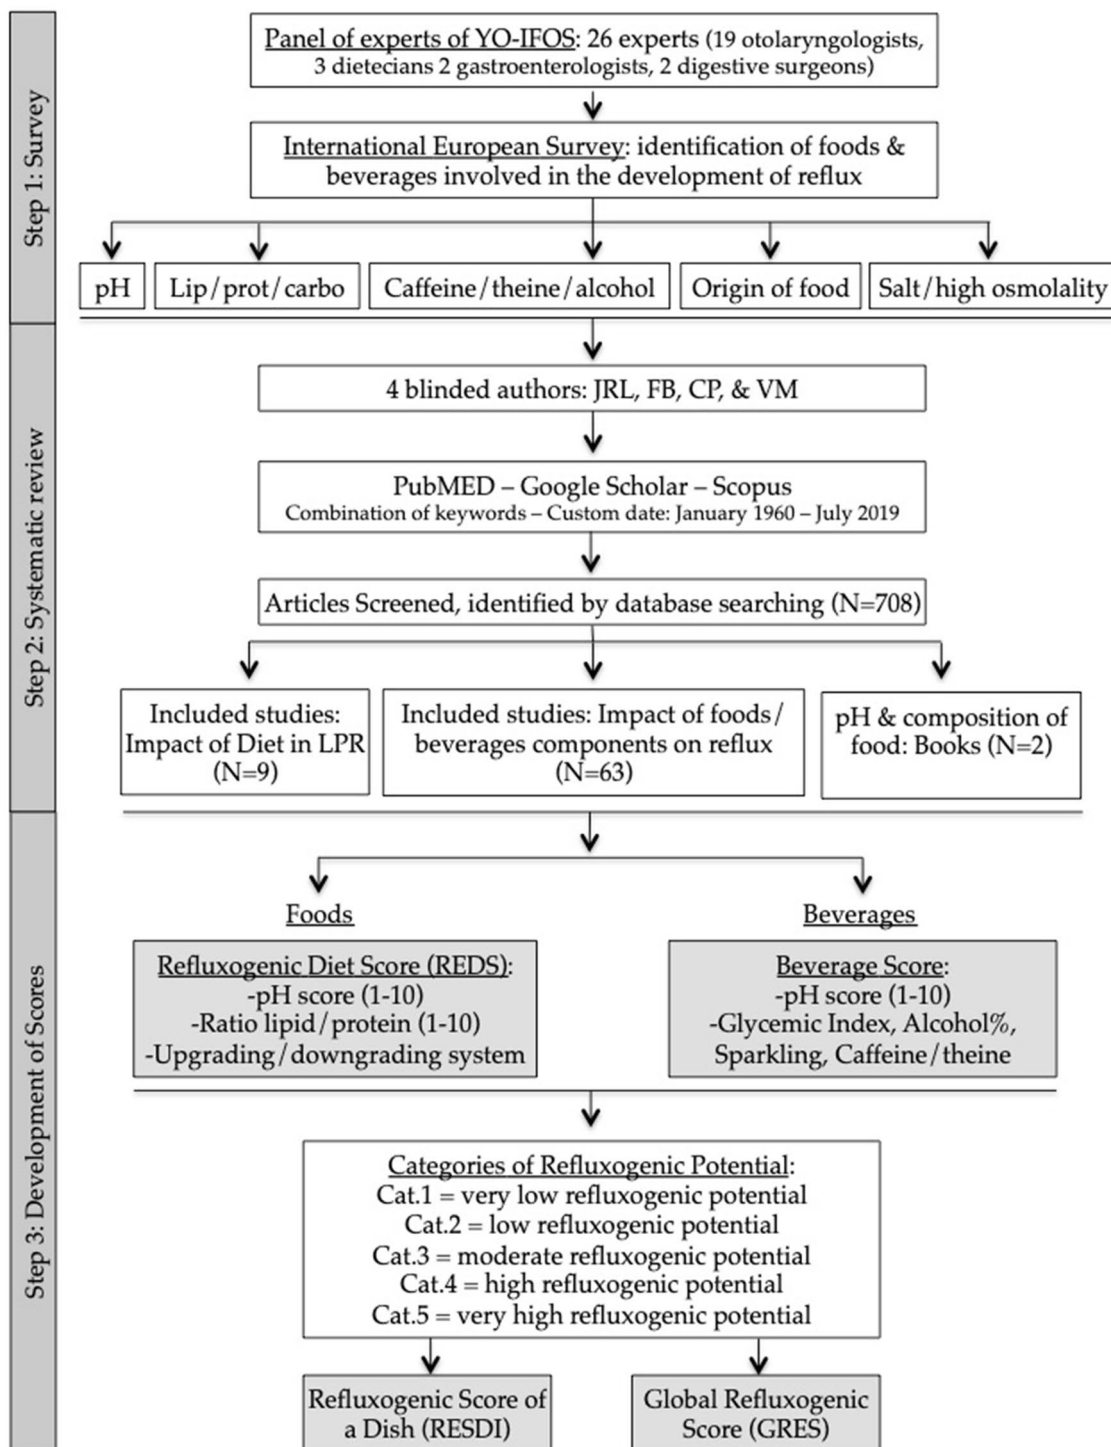 Step 1: Survey
Panel of experts of YO-IFOS: 26 experts (19 otolaryngologists,
3 dietecians 2 gastroenterologists, 2 digestive surgeons)
International European Survey: identification of foods &
beverages involved in the development of reflux
pH
Lip/prot/carbo
Caffeine/theine/alcohol
Origin of food
Salt/high osmolality
Step 2: Systematic review
4 blinded authors: JRL, FB, CP, & VM
PubMED – Google Scholar – Scopus
Combination of keywords – Custom date: January 1960 – July 2019
Articles Screened, identified by database searching (N=708)
Included studies:
Impact of Diet in LPR
(N=9)
Included studies: Impact of foods/
beverages components on reflux
(N=63)
pH & composition of
food: Books (N=2)
Step 3: Development of Scores
Foods
Refluxogenic Diet Score (REDS):
-pH score (1-10)
-Ratio lipid/protein (1-10)
-Upgrading/downgrading system
Beverages
Beverage Score:
-pH score (1-10)
-Glycemic Index, Alcohol%,
Sparkling, Caffeine/theine
Categories of Refluxogenic Potential:
Cat.1 = very low refluxogenic potential
Cat.2 = low refluxogenic potential
Cat.3 = moderate refluxogenic potential
Cat.4 = high refluxogenic potential
Cat.5 = very high refluxogenic potential
Refluxogenic Score of
a Dish (RESDI)
Global Refluxogenic
Score (GRES)